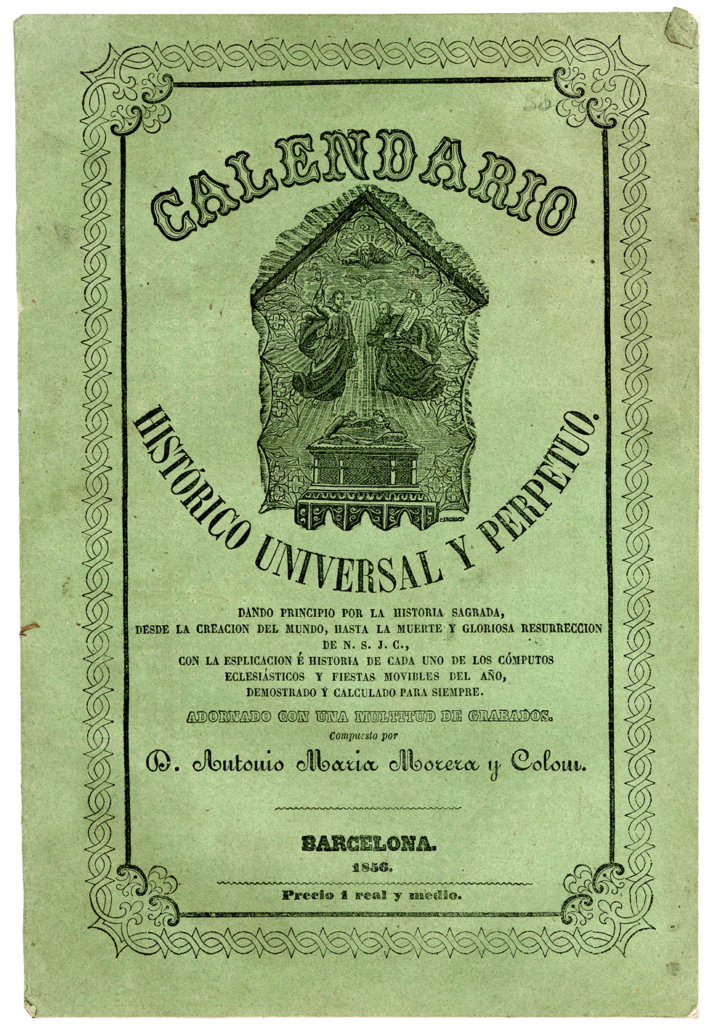 CALENDARIO
HISTÓRICO UNIVERSAL Y PERPETUO.
DANDO PRINCIPIO POR LA HISTORIA SAGRADA,
DESDE LA CREACION DEL MUNDO, HASTA LA MUERTE Y GLORIOSA RESURRECCION
DE N. S. J. C.,
CON LA ESPLICACION É HISTORIA DE CADA UNO DE LOS CÓMPUTOS
ECLESIÁSTICOS Y FIESTAS MOVIBLES DEL AÑO,
DEMOSTRADO Y CALCULADO PARA SIEMPRE.
ADORNADO CON UNA MULTITUD DE GRABADOS.
Compuesto por
D. Antonio Maria Morera y Colom.
BARCELONA.
1856.
Precio 1 real y medio.